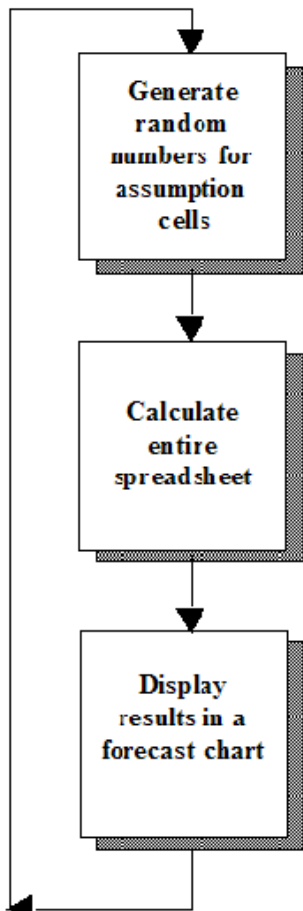 Generate
random
numbers for
assumption
cells
Calculate
entire
spreadsheet
Display
results in a
forecast chart